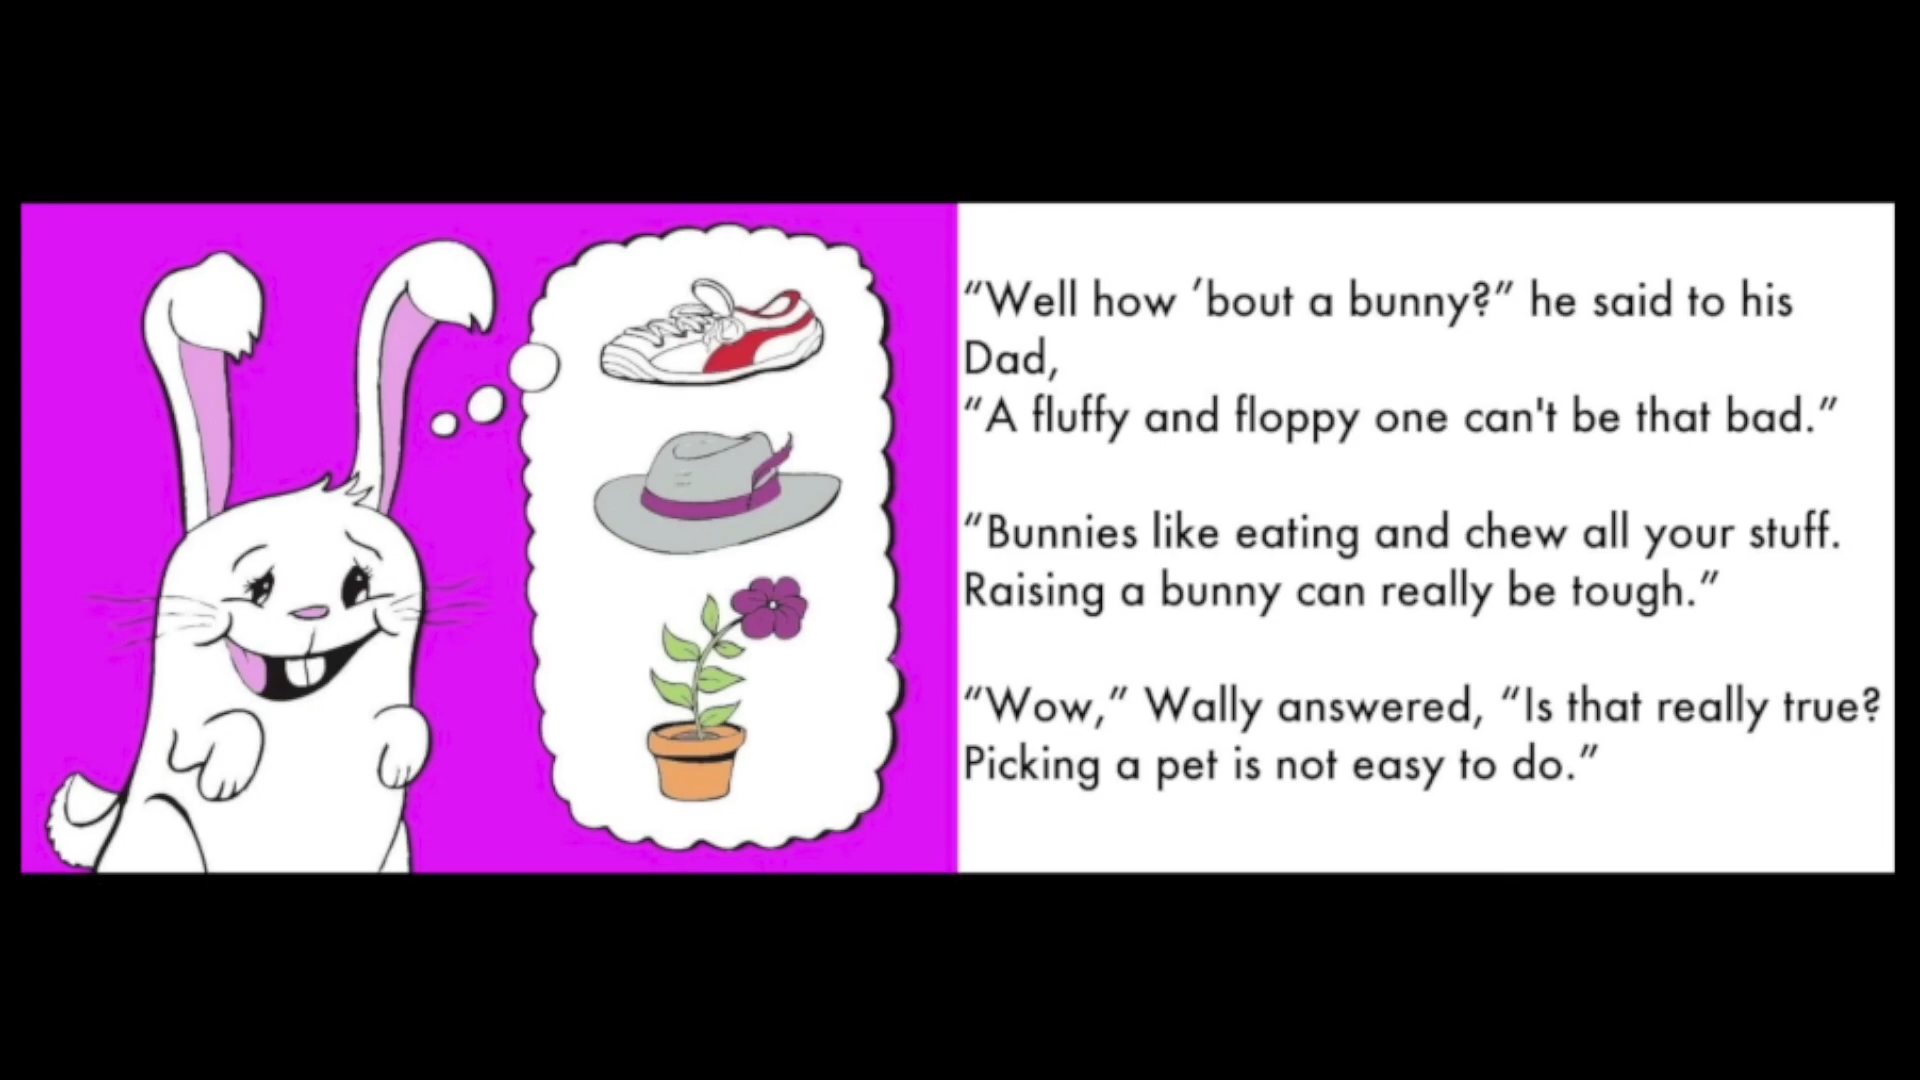 “Well how ’bout a bunny?” he said to his
Dad,
“A fluffy and floppy one can't be that bad.”
“Bunnies like eating and chew all your stuff.
Raising a bunny can really be tough.”
“Wow,” Wally answered, “Is that really true?
Picking a pet is not easy to do.”